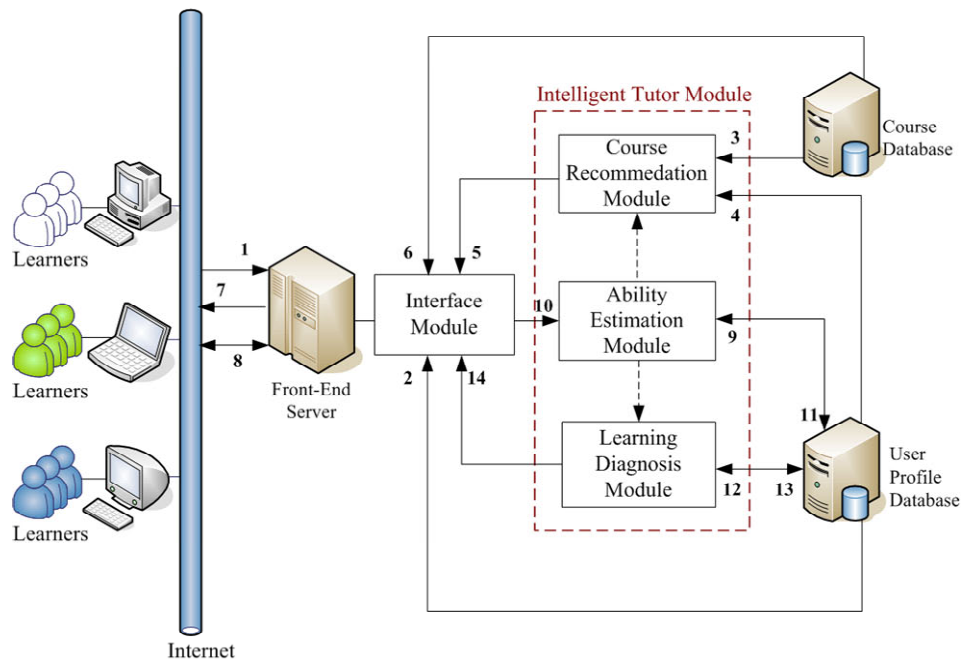 Intelligent Tutor Module
Course
Recommedation
Module
3
4
Course
Database
Learners
1
7
8
6
5
Interface
Module
10
Ability
Estimation
Module
9
Learners
Front-End
Server
2
14
11
Learning
Diagnosis
Module
12
13
User
Profile
Database
Learners
Internet